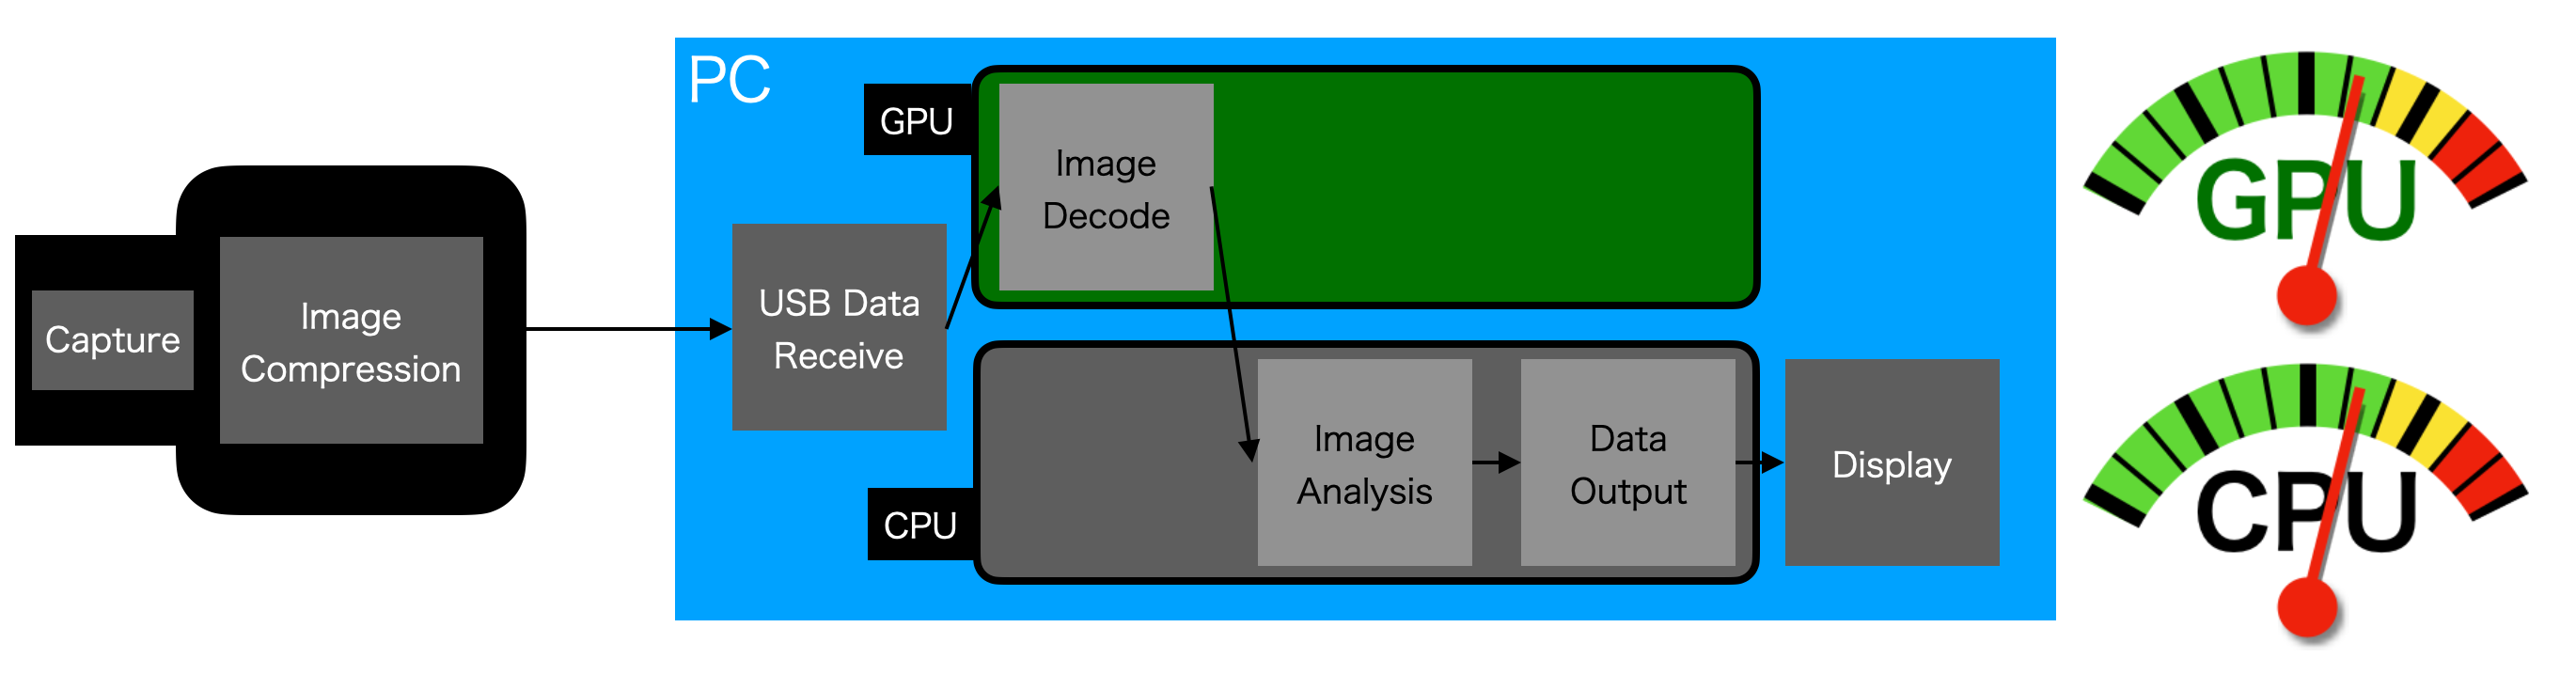 Capture
Image
Compression
PC
USB Data
Receive
GPU
Image
Decode
CPU
Image
Analysis
Data
Output
Display
GPU
CPU